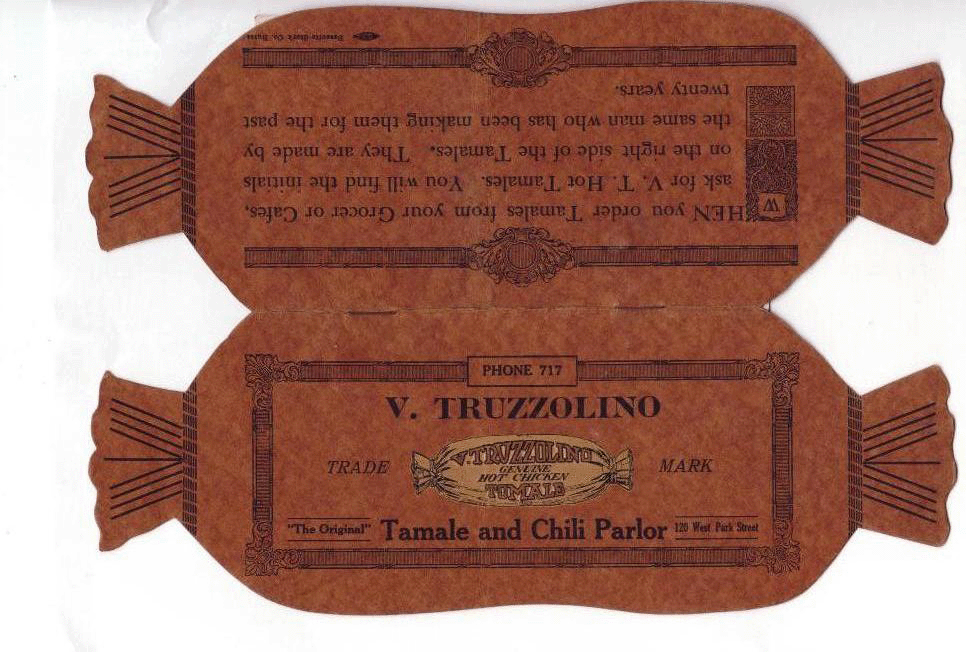 WHEN you order Tamales from your Grocer or Cafes,
ask for V. T. Hot Tamales. You will find the initials
on the right side of the Tamales. They are made by
the same man who has been making them for the past
twenty years.
PHONE 717
V. TRUZZOLINO
TRADE MARK
V. TRUZZOLINO
GENUINE
HOT CHICKEN
TOMALE
"The Original" Tamale and Chili Parlor 120 West Park Street